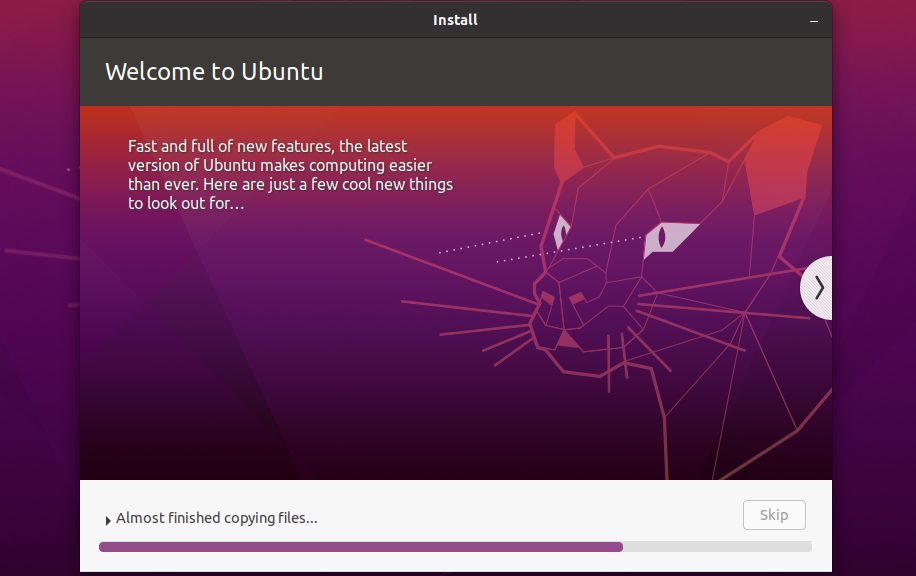 Install
Welcome to Ubuntu
Fast and full of new features, the latest
version of Ubuntu makes computing easier
than ever. Here are just a few cool new things
to look out for…
Almost finished copying files...
Skip